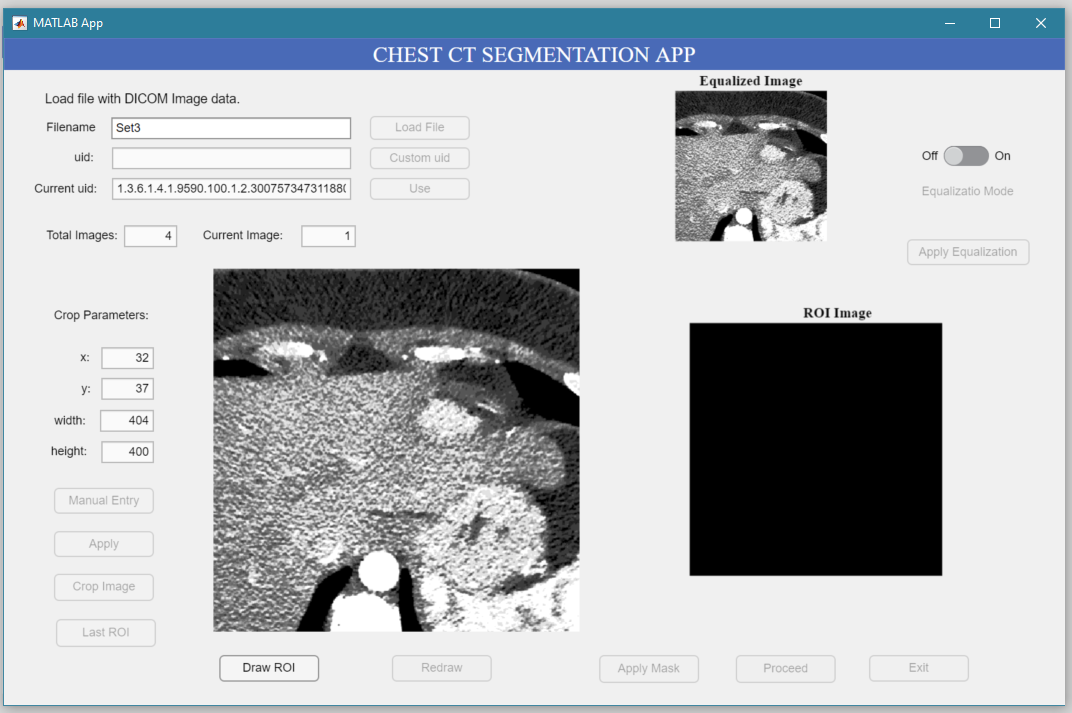 MATLAB App
CHEST CT SEGMENTATION APP
Load file with DICOM Image data.
Filename Set3 Load File
uid: Custom uid
Current uid: 1.3.6.1.4.1.9590.100.1.2.300757347311880 Use
Total Images: 4 Current Image: 1
Equalized Image
Off On
Equalizatio Mode
Apply Equalization
Crop Parameters:
x: 32
y: 37
width: 404
height: 400
Manual Entry
Apply
Crop Image
Last ROI
ROI Image
Draw ROI Redraw Apply Mask Proceed Exit